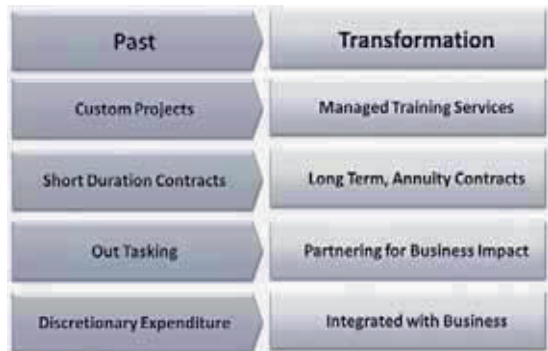 Past
Transformation
Custom Projects
Managed Training Services
Short Duration Contracts
Long Term, Annuity Contracts
Out Tasking
Partnering for Business Impact
Discretionary Expenditure
Integrated with Business